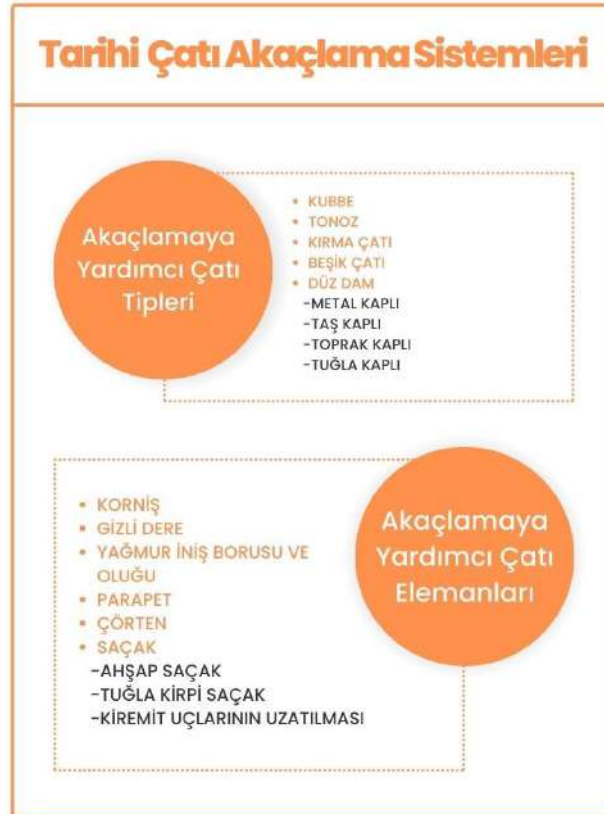 Tarihi Çatı Akaçlama Sistemleri
Akaçlamaya
Yardımcı Çatı
Tipleri
• KUBBE
• TONOZ
• KIRMA ÇATI
• BEŞİK ÇATI
• DÜZ DAM
-METAL KAPLI
-TAŞ KAPLI
-TOPRAK KAPLI
-TUĞLA KAPLI
• KORNİŞ
• GİZLİ DERE
• YAĞMUR İNİŞ BORUSU VE
OLUĞU
• PARAPET
• ÇÖRTEN
• SAÇAK
-AHŞAP SAÇAK
-TUĞLA KİRPİ SAÇAK
-KİREMİT UÇLARININ UZATILMASI
Akaçlamaya
Yardımcı Çatı
Elemanları